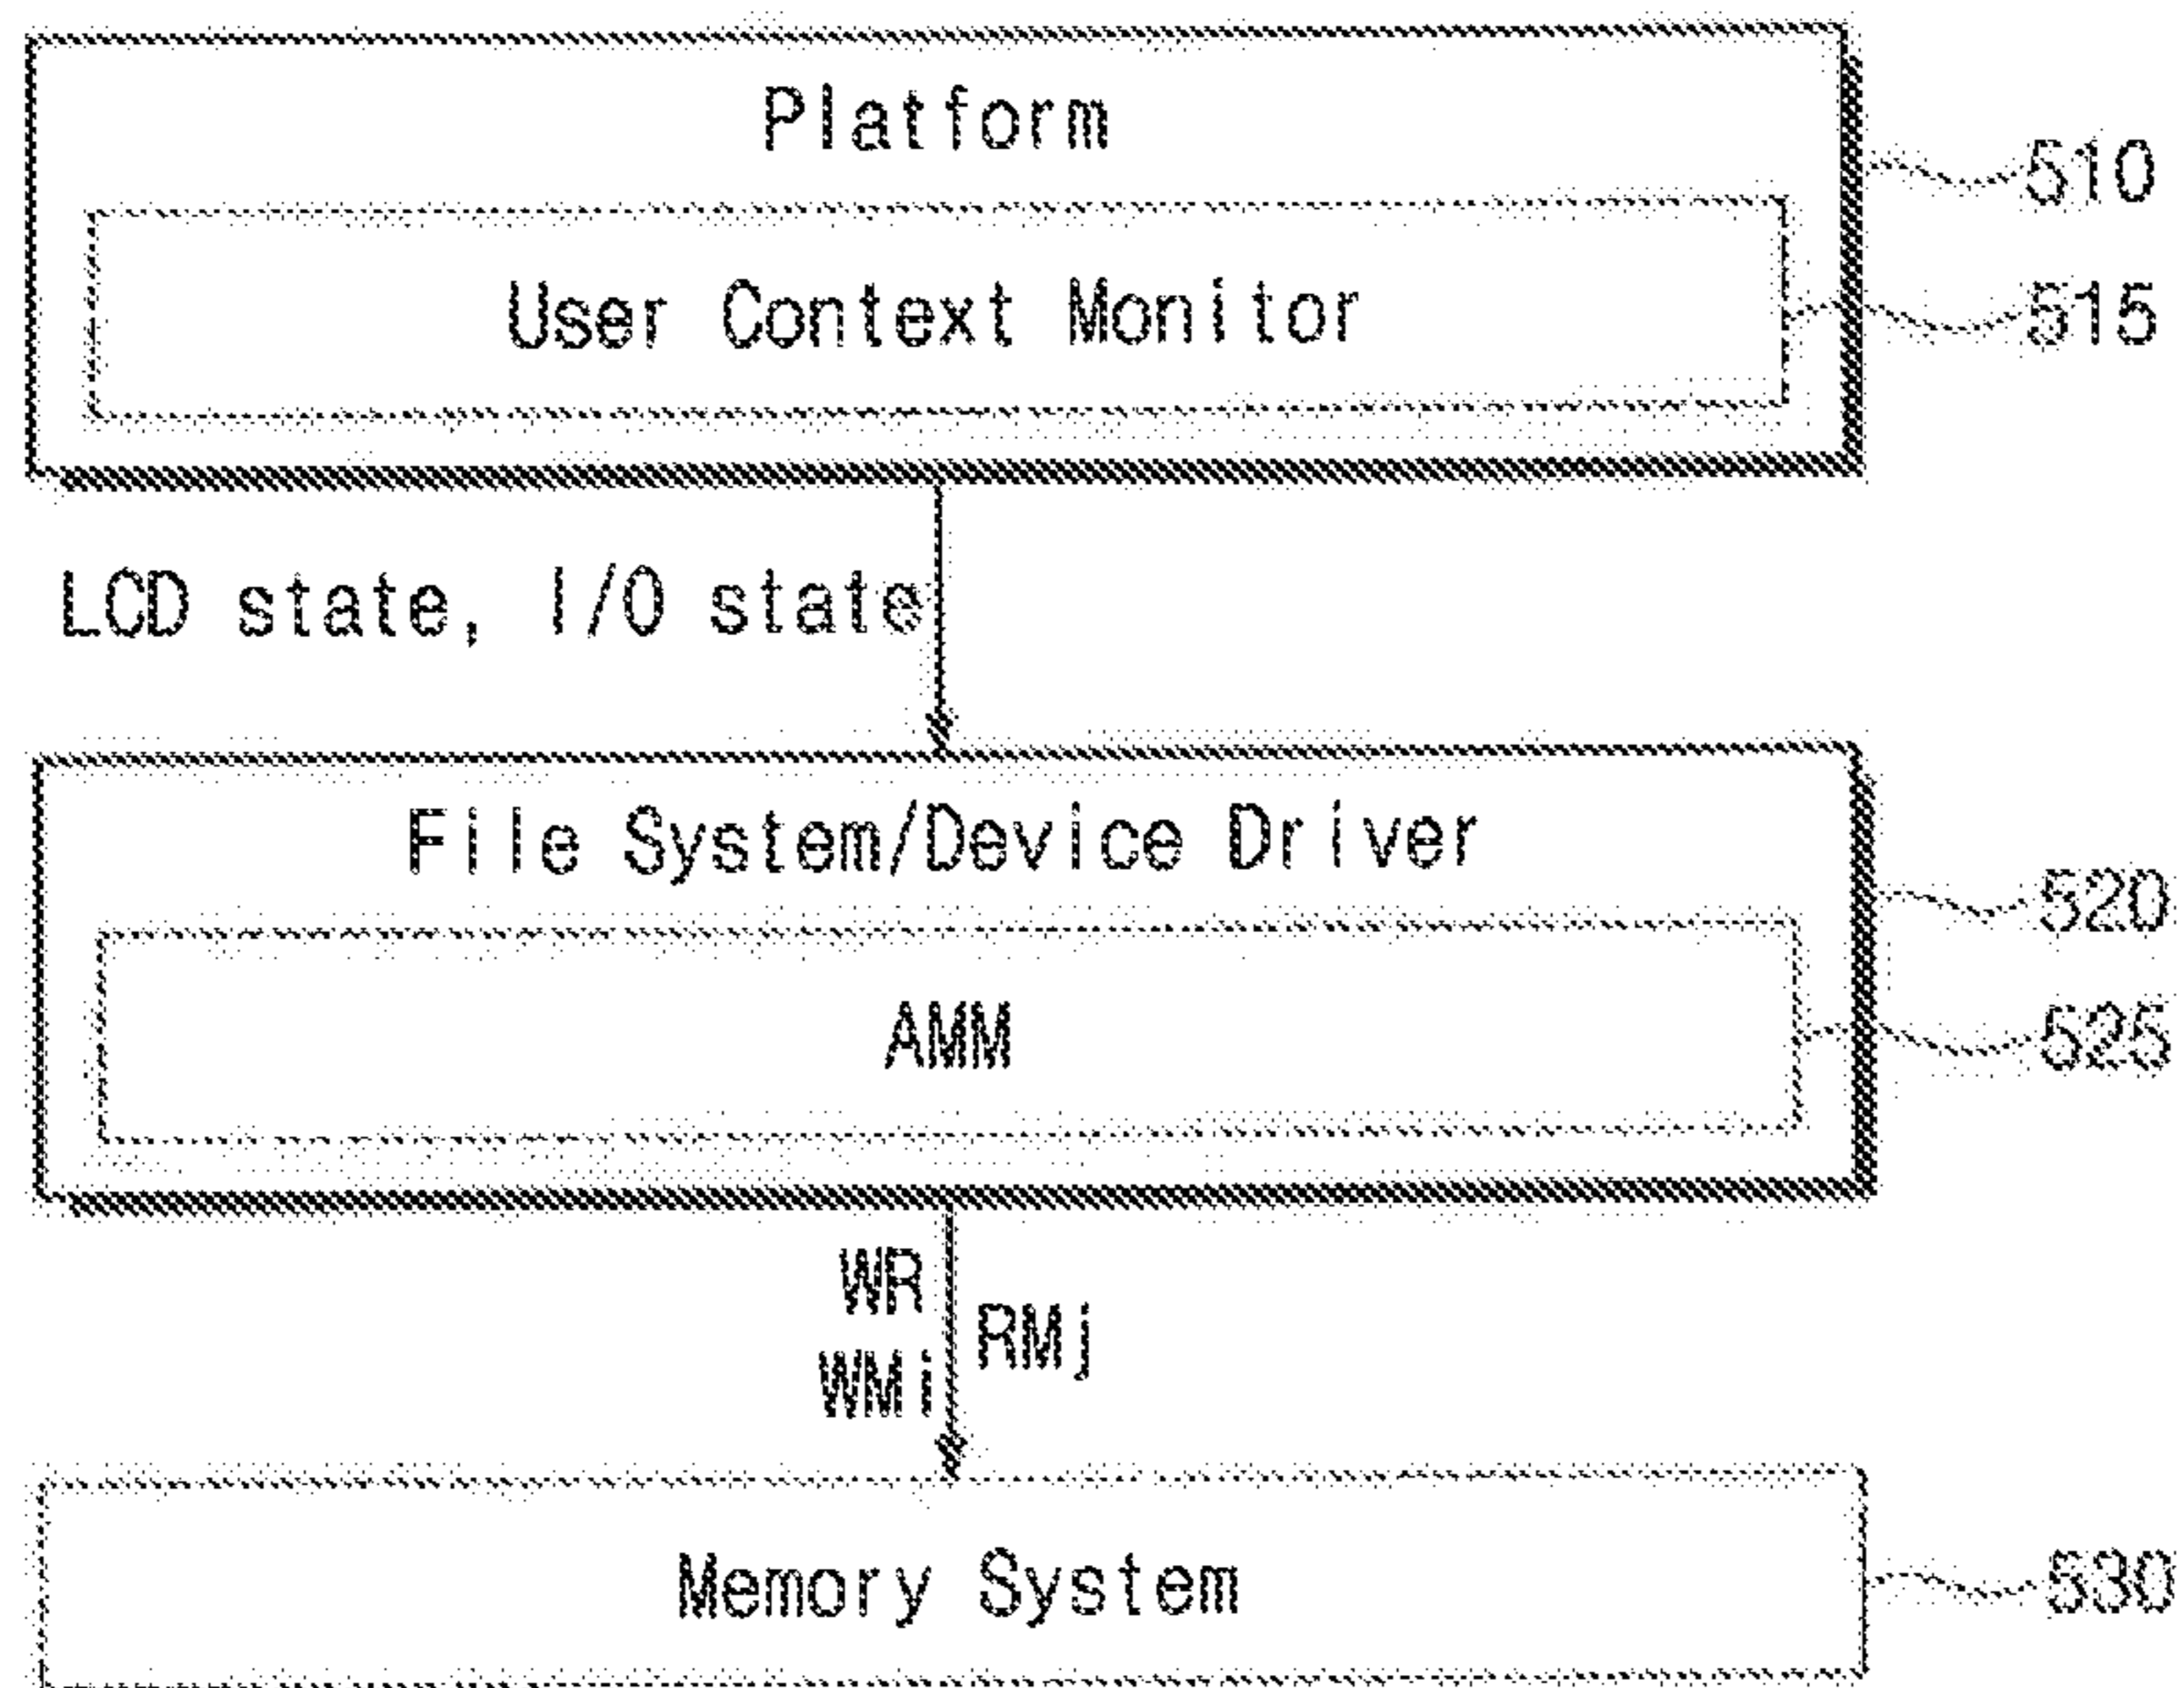 Platform
510
User Context Monitor
515
LCD state, I/O state
File System/Device Driver
520
AMM
525
WR
RMj
WMi
Memory System
530